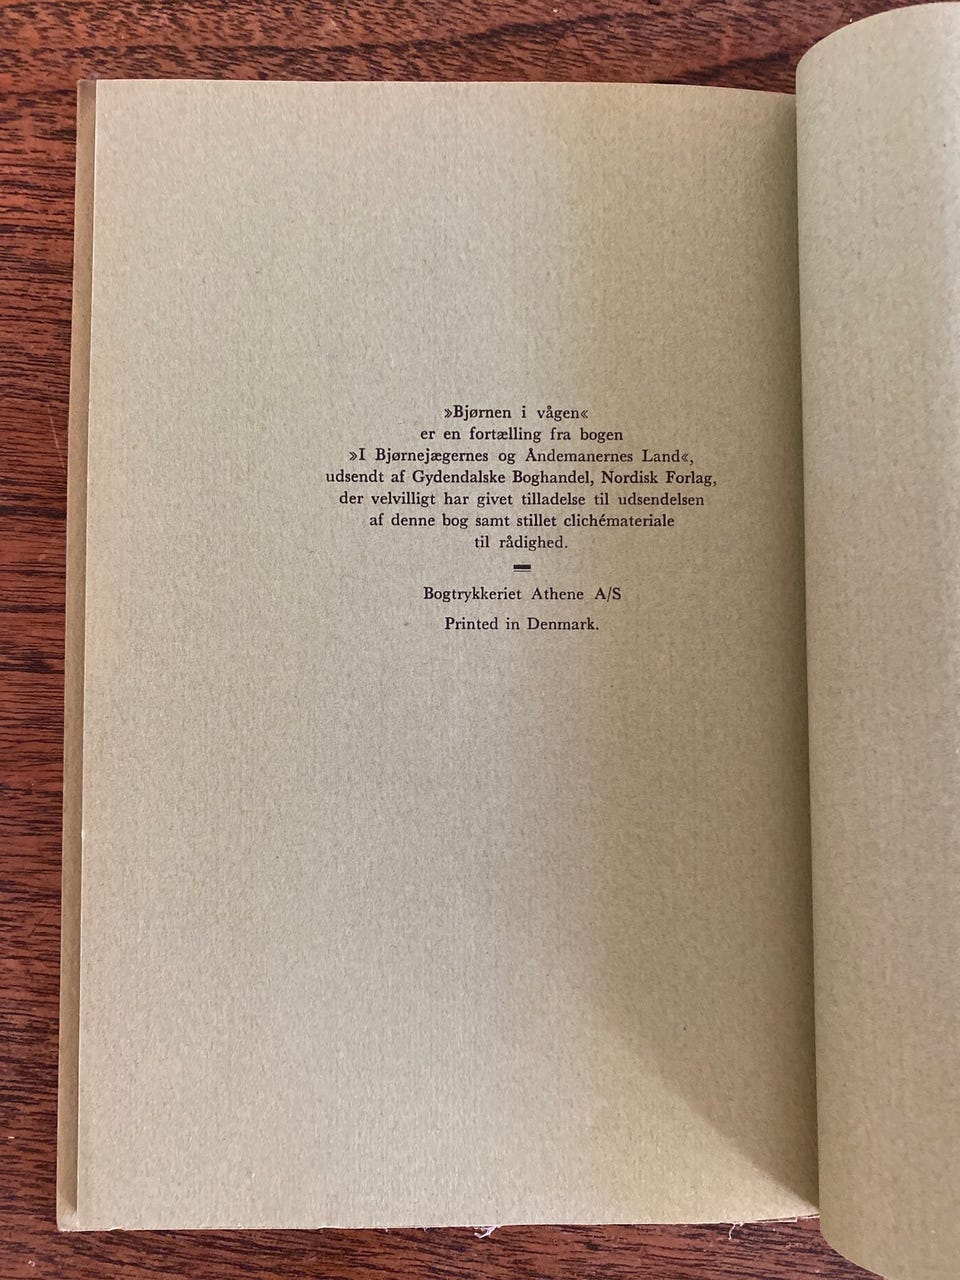 »Bjørnen i vågen«
er en fortælling fra bogen
»I Bjørnejægernes og Andemanernes Land«,
udsendt af Gydendalske Boghandel, Nordisk Forlag,
der velvilligt har givet tilladelse til udsendelsen
af denne bog samt stillet clichémateriale
til rådighed.
Bogtrykkeriet Athene A/S
Printed in Denmark.